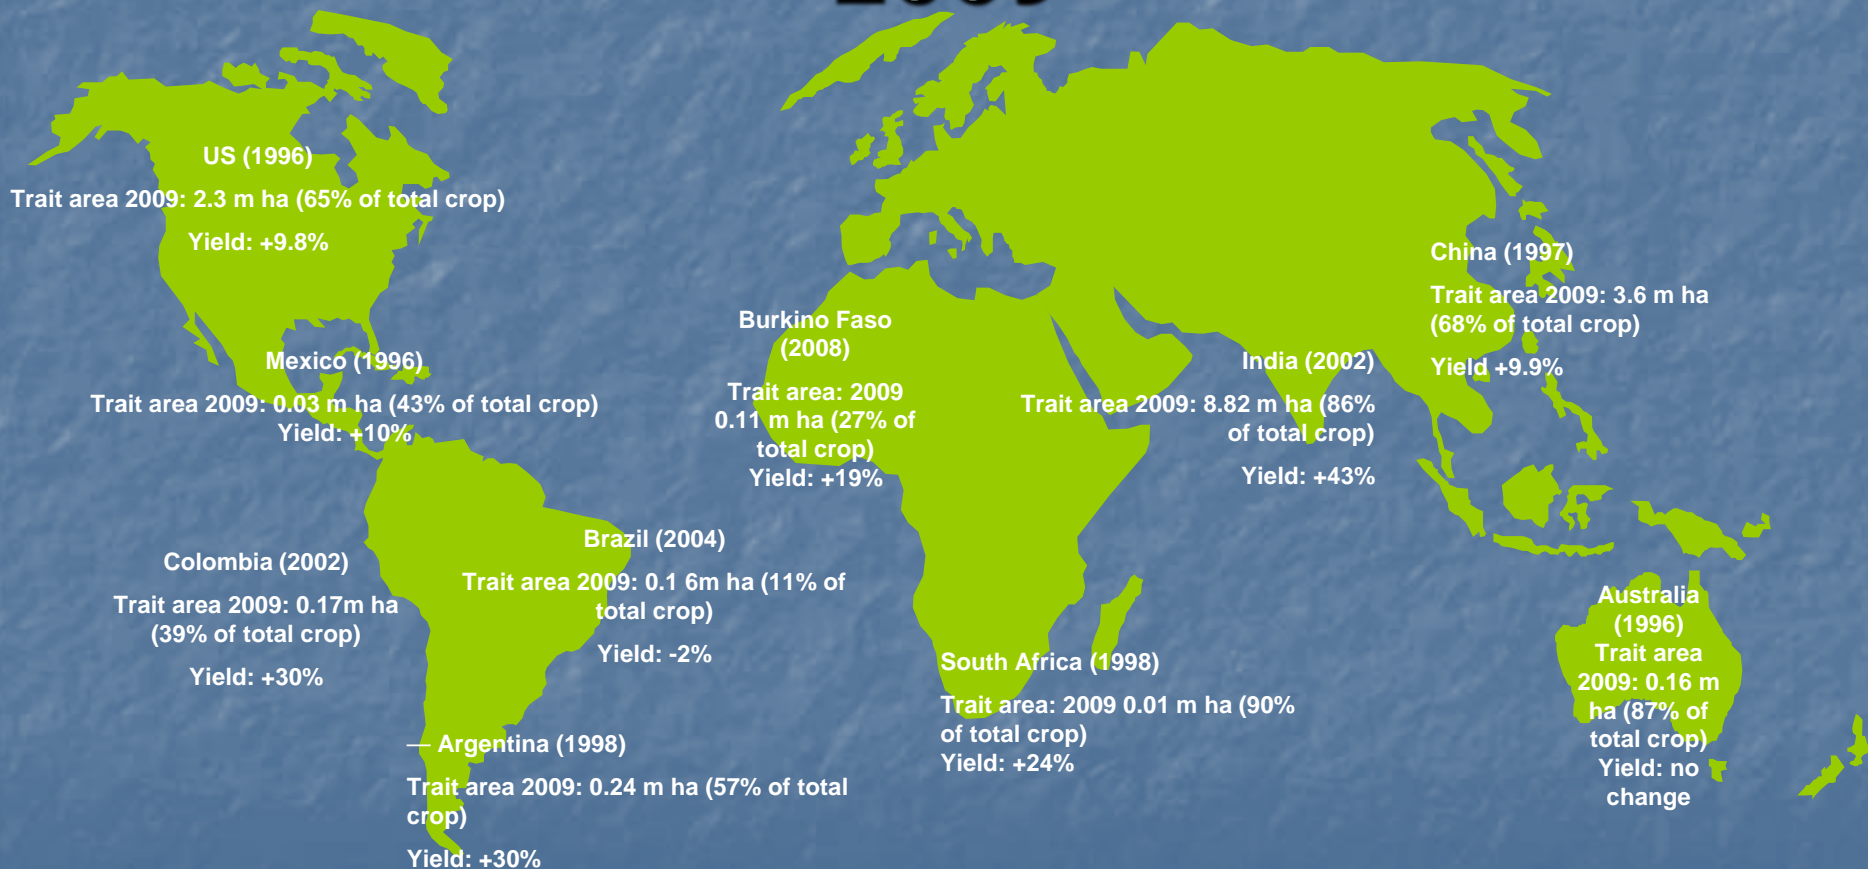 US (1996)
Trait area 2009: 2.3 m ha (65% of total crop)
Yield: +9.8%
Mexico (1996)
Trait area 2009: 0.03 m ha (43% of total crop)
Yield: +10%
Colombia (2002)
Trait area 2009: 0.17m ha
(39% of total crop)
Yield: +30%
Brazil (2004)
Trait area 2009: 0.1 6m ha (11% of
total crop)
Yield: -2%
— Argentina (1998)
Trait area 2009: 0.24 m ha (57% of total
crop)
Yield: +30%
Burkino Faso
(2008)
Trait area: 2009
0.11 m ha (27% of
total crop)
Yield: +19%
South Africa (1998)
Trait area: 2009 0.01 m ha (90%
of total crop)
Yield: +24%
India (2002)
Trait area 2009: 8.82 m ha (86%
of total crop)
Yield: +43%
China (1997)
Trait area 2009: 3.6 m ha
(68% of total crop)
Yield +9.9%
Australia
(1996)
Trait area
2009: 0.16 m
ha (87% of
total crop)
Yield: no
change